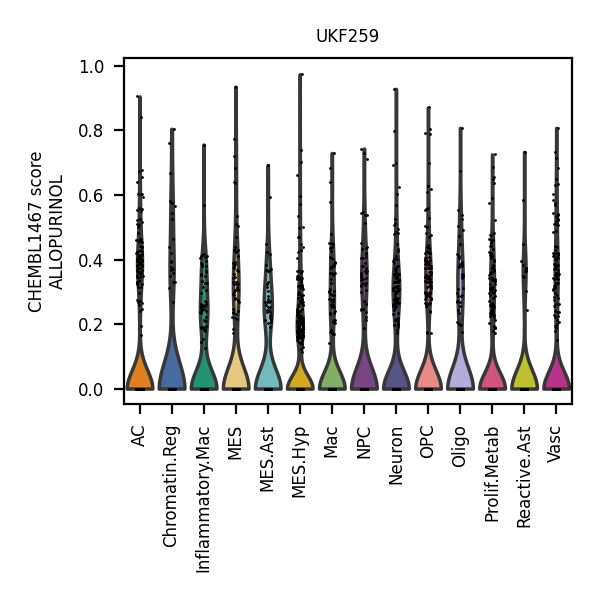 UKF259
CHEMBL1467 score
ALLOPURINOL
1.0
0.8
0.6
0.4
0.2
0.0
AC
Chromatin.Reg
Inflammatory.Mac
MES
MES.Ast
MES.Hyp
Mac
NPC
Neuron
OPC
Oligo
Prolif.Metab
Reactive.Ast
Vasc